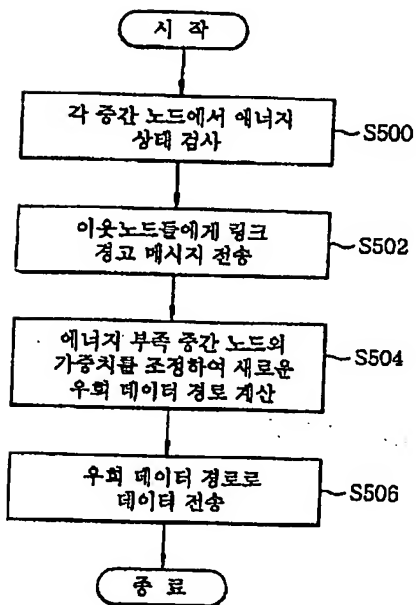 시 작
각 중간 노드에서 에너지
상태 검사
S500
이웃노드들에게 링크
경고 메시지 전송
S502
에너지 부족 중간 노드의
가중치를 조정하여 새로운
우회 데이터 경로 계산
S504
우회 데이터 경로로
데이터 전송
S506
종 료